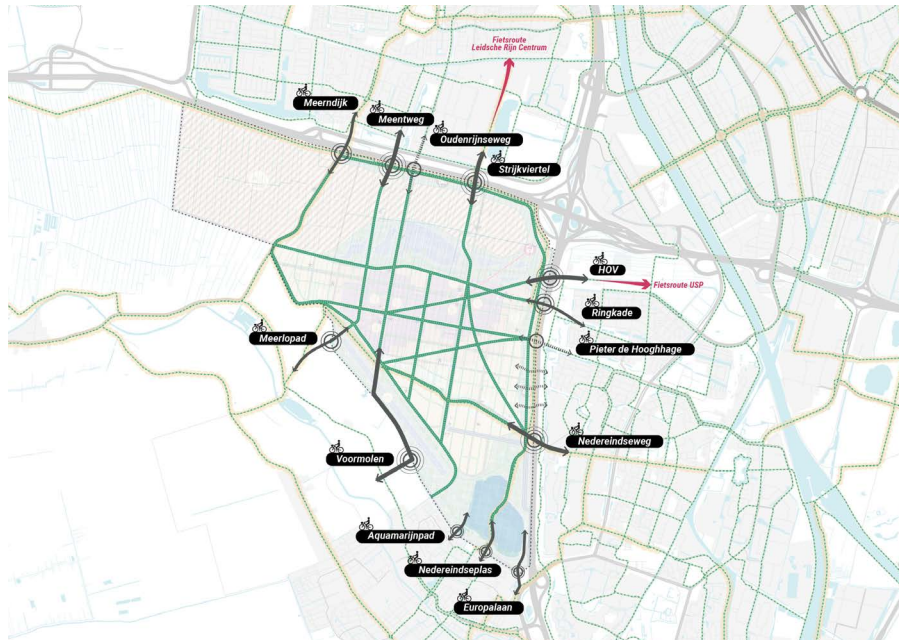 Fietsroute
Leidsche Rijn Centrum
Meerndijk
Meentweg
Oudenrijnseweg
Strijkviertel
HOV
Fietsroute USP
Ringkade
Meerlopad
Pieter de Hooghhage
Nedereindseweg
Voormolen
Aquamarijnpad
Nedereindseplas
Europalaan